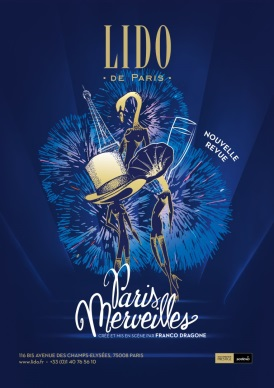 LIDO
• DE PARIS •
NOUVELLE
REVUE
Paris
Merveilles
CRÉÉ ET MIS EN SCÈNE PAR FRANCO DRAGONE
116 BIS AVENUE DES CHAMPS-ELYSÉES, 75008 PARIS
www.lido.fr - +33 (0)1 40 76 56 10